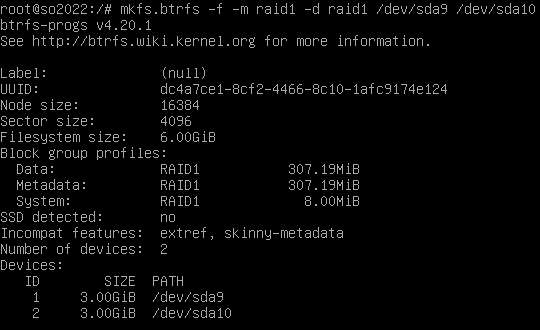 root@so2022:/# mkfs.btrfs -f -m raid1 -d raid1 /dev/sda9 /dev/sda10
btrfs-progs v4.20.1
See http://btrfs.wiki.kernel.org for more information.

Label:              (null)
UUID:               dc4a7ce1-8cf2-4466-8c10-1afc9174e124
Node size:          16384
Sector size:        4096
Filesystem size:    6.00GiB
Block group profiles:
  Data:             RAID1           307.19MiB
  Metadata:         RAID1           307.19MiB
  System:           RAID1             8.00MiB
SSD detected:       no
Incompat features:  extref, skinny-metadata
Number of devices:  2
Devices:
   ID        SIZE  PATH
    1     3.00GiB  /dev/sda9
    2     3.00GiB  /dev/sda10